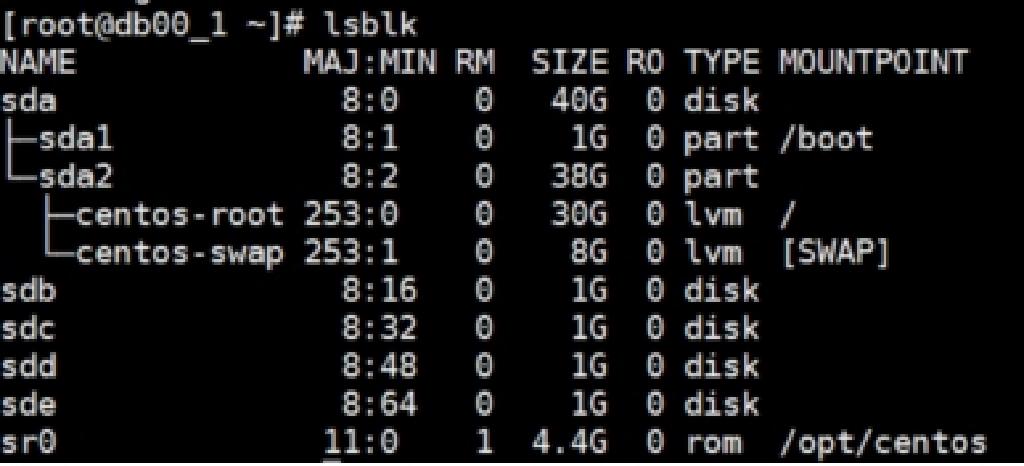 [root@db00_1 ~]# lsblk
NAME            MAJ:MIN RM  SIZE RO TYPE MOUNTPOINT
sda               8:0    0   40G  0 disk
├─sda1            8:1    0    1G  0 part /boot
└─sda2            8:2    0   38G  0 part
  ├─centos-root 253:0    0   30G  0 lvm  /
  └─centos-swap 253:1    0    8G  0 lvm  [SWAP]
sdb               8:16   0    1G  0 disk
sdc               8:32   0    1G  0 disk
sdd               8:48   0    1G  0 disk
sde               8:64   0    1G  0 disk
sr0              11:0    1  4.4G  0 rom  /opt/centos